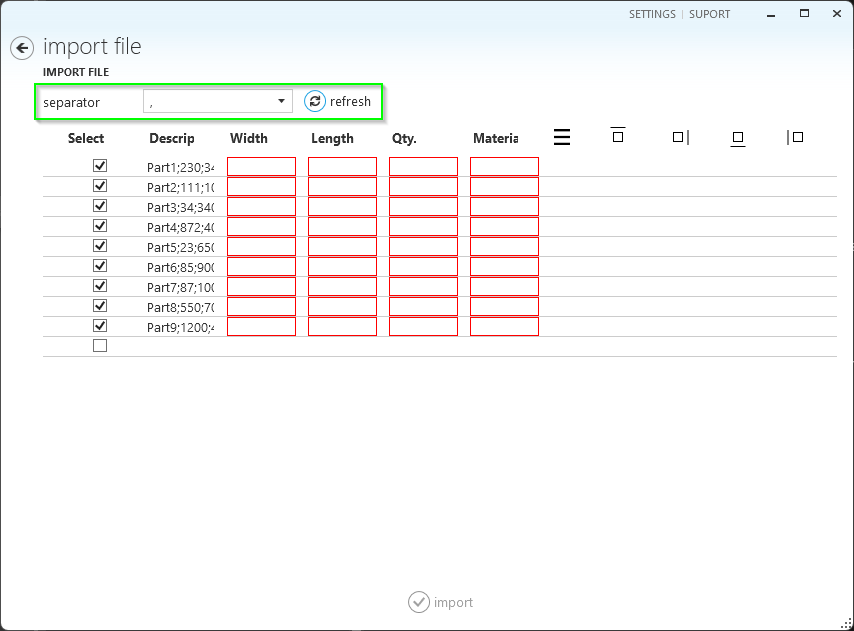 SETTINGS | SUPORT
import file
IMPORT FILE
separator , refresh
Select Descrip Width Length Qty. Materia
Part1;230;34
Part2;111;10
Part3;34;340
Part4;872;40
Part5;23;650
Part6;85;900
Part7;87;100
Part8;550;70
Part9;1200;4
import